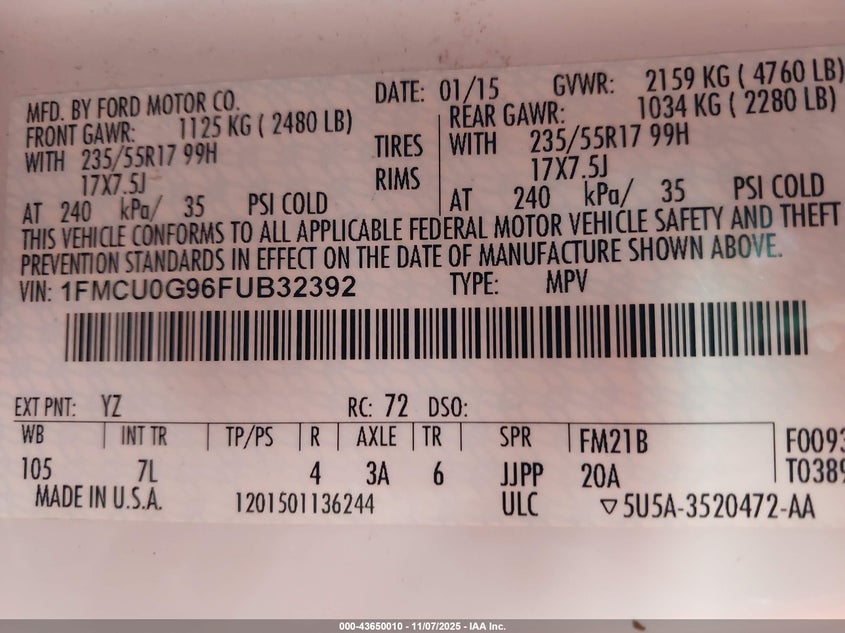 MFD. BY FORD MOTOR CO. DATE: 01/15 GVWR: 2159 KG ( 4760 LB)
FRONT GAWR: 1125 KG ( 2480 LB) REAR GAWR: 1034 KG ( 2280 LB)
WITH 235/55R17 99H TIRES WITH 235/55R17 99H
17X7.5J RIMS 17X7.5J
AT 240 kPa/ 35 PSI COLD AT 240 kPa/ 35 PSI COLD
THIS VEHICLE CONFORMS TO ALL APPLICABLE FEDERAL MOTOR VEHICLE SAFETY AND THEFT
PREVENTION STANDARDS IN EFFECT ON THE DATE OF MANUFACTURE SHOWN ABOVE.
VIN: 1FMCU0G96FUB32392 TYPE: MPV
EXT PNT: YZ RC: 72 DSO:
WB INT TR TP/PS R AXLE TR SPR FM21B F0093
105 7L 4 3A 6 JJPP 20A T0389
MADE IN U.S.A. 1201501136244 ULC ▽5U5A-3520472-AA
000-43650010 - 11/07/2025 - IAA Inc.